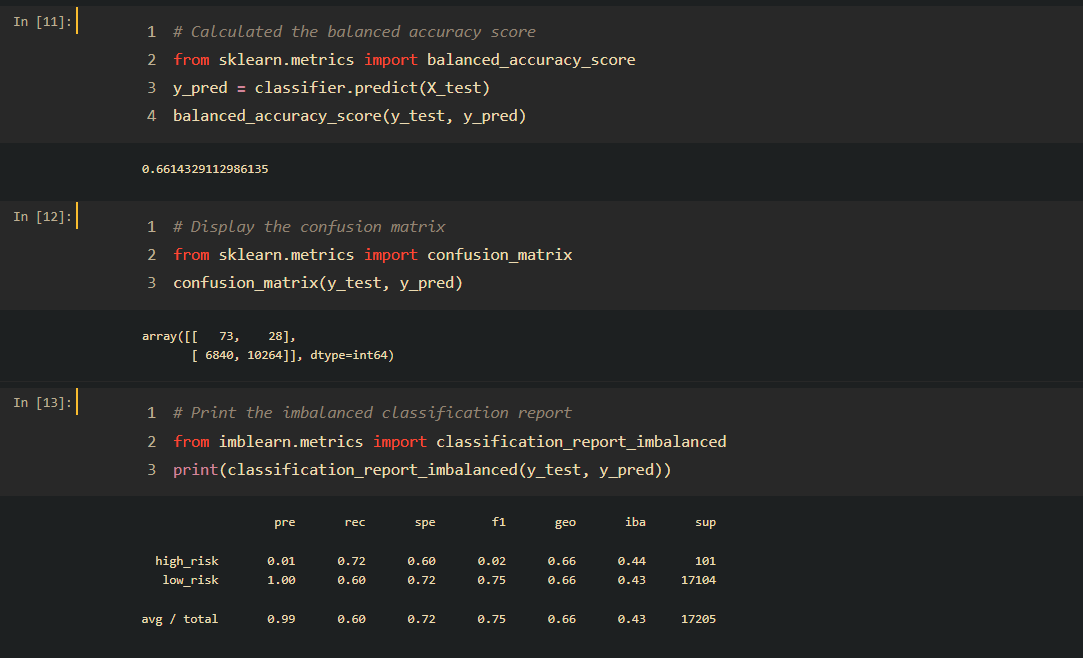 In [11]:
1 # Calculated the balanced accuracy score
2 from sklearn.metrics import balanced_accuracy_score
3 y_pred = classifier.predict(X_test)
4 balanced_accuracy_score(y_test, y_pred)
0.6614329112986135
In [12]:
1 # Display the confusion matrix
2 from sklearn.metrics import confusion_matrix
3 confusion_matrix(y_test, y_pred)
array([[   73,    28],
       [ 6840, 10264]], dtype=int64)
In [13]:
1 # Print the imbalanced classification report
2 from imblearn.metrics import classification_report_imbalanced
3 print(classification_report_imbalanced(y_test, y_pred))
pre rec spe f1 geo iba sup
high_risk 0.01 0.72 0.60 0.02 0.66 0.44 101
low_risk 1.00 0.60 0.72 0.75 0.66 0.43 17104
avg / total 0.99 0.60 0.72 0.75 0.66 0.43 17205